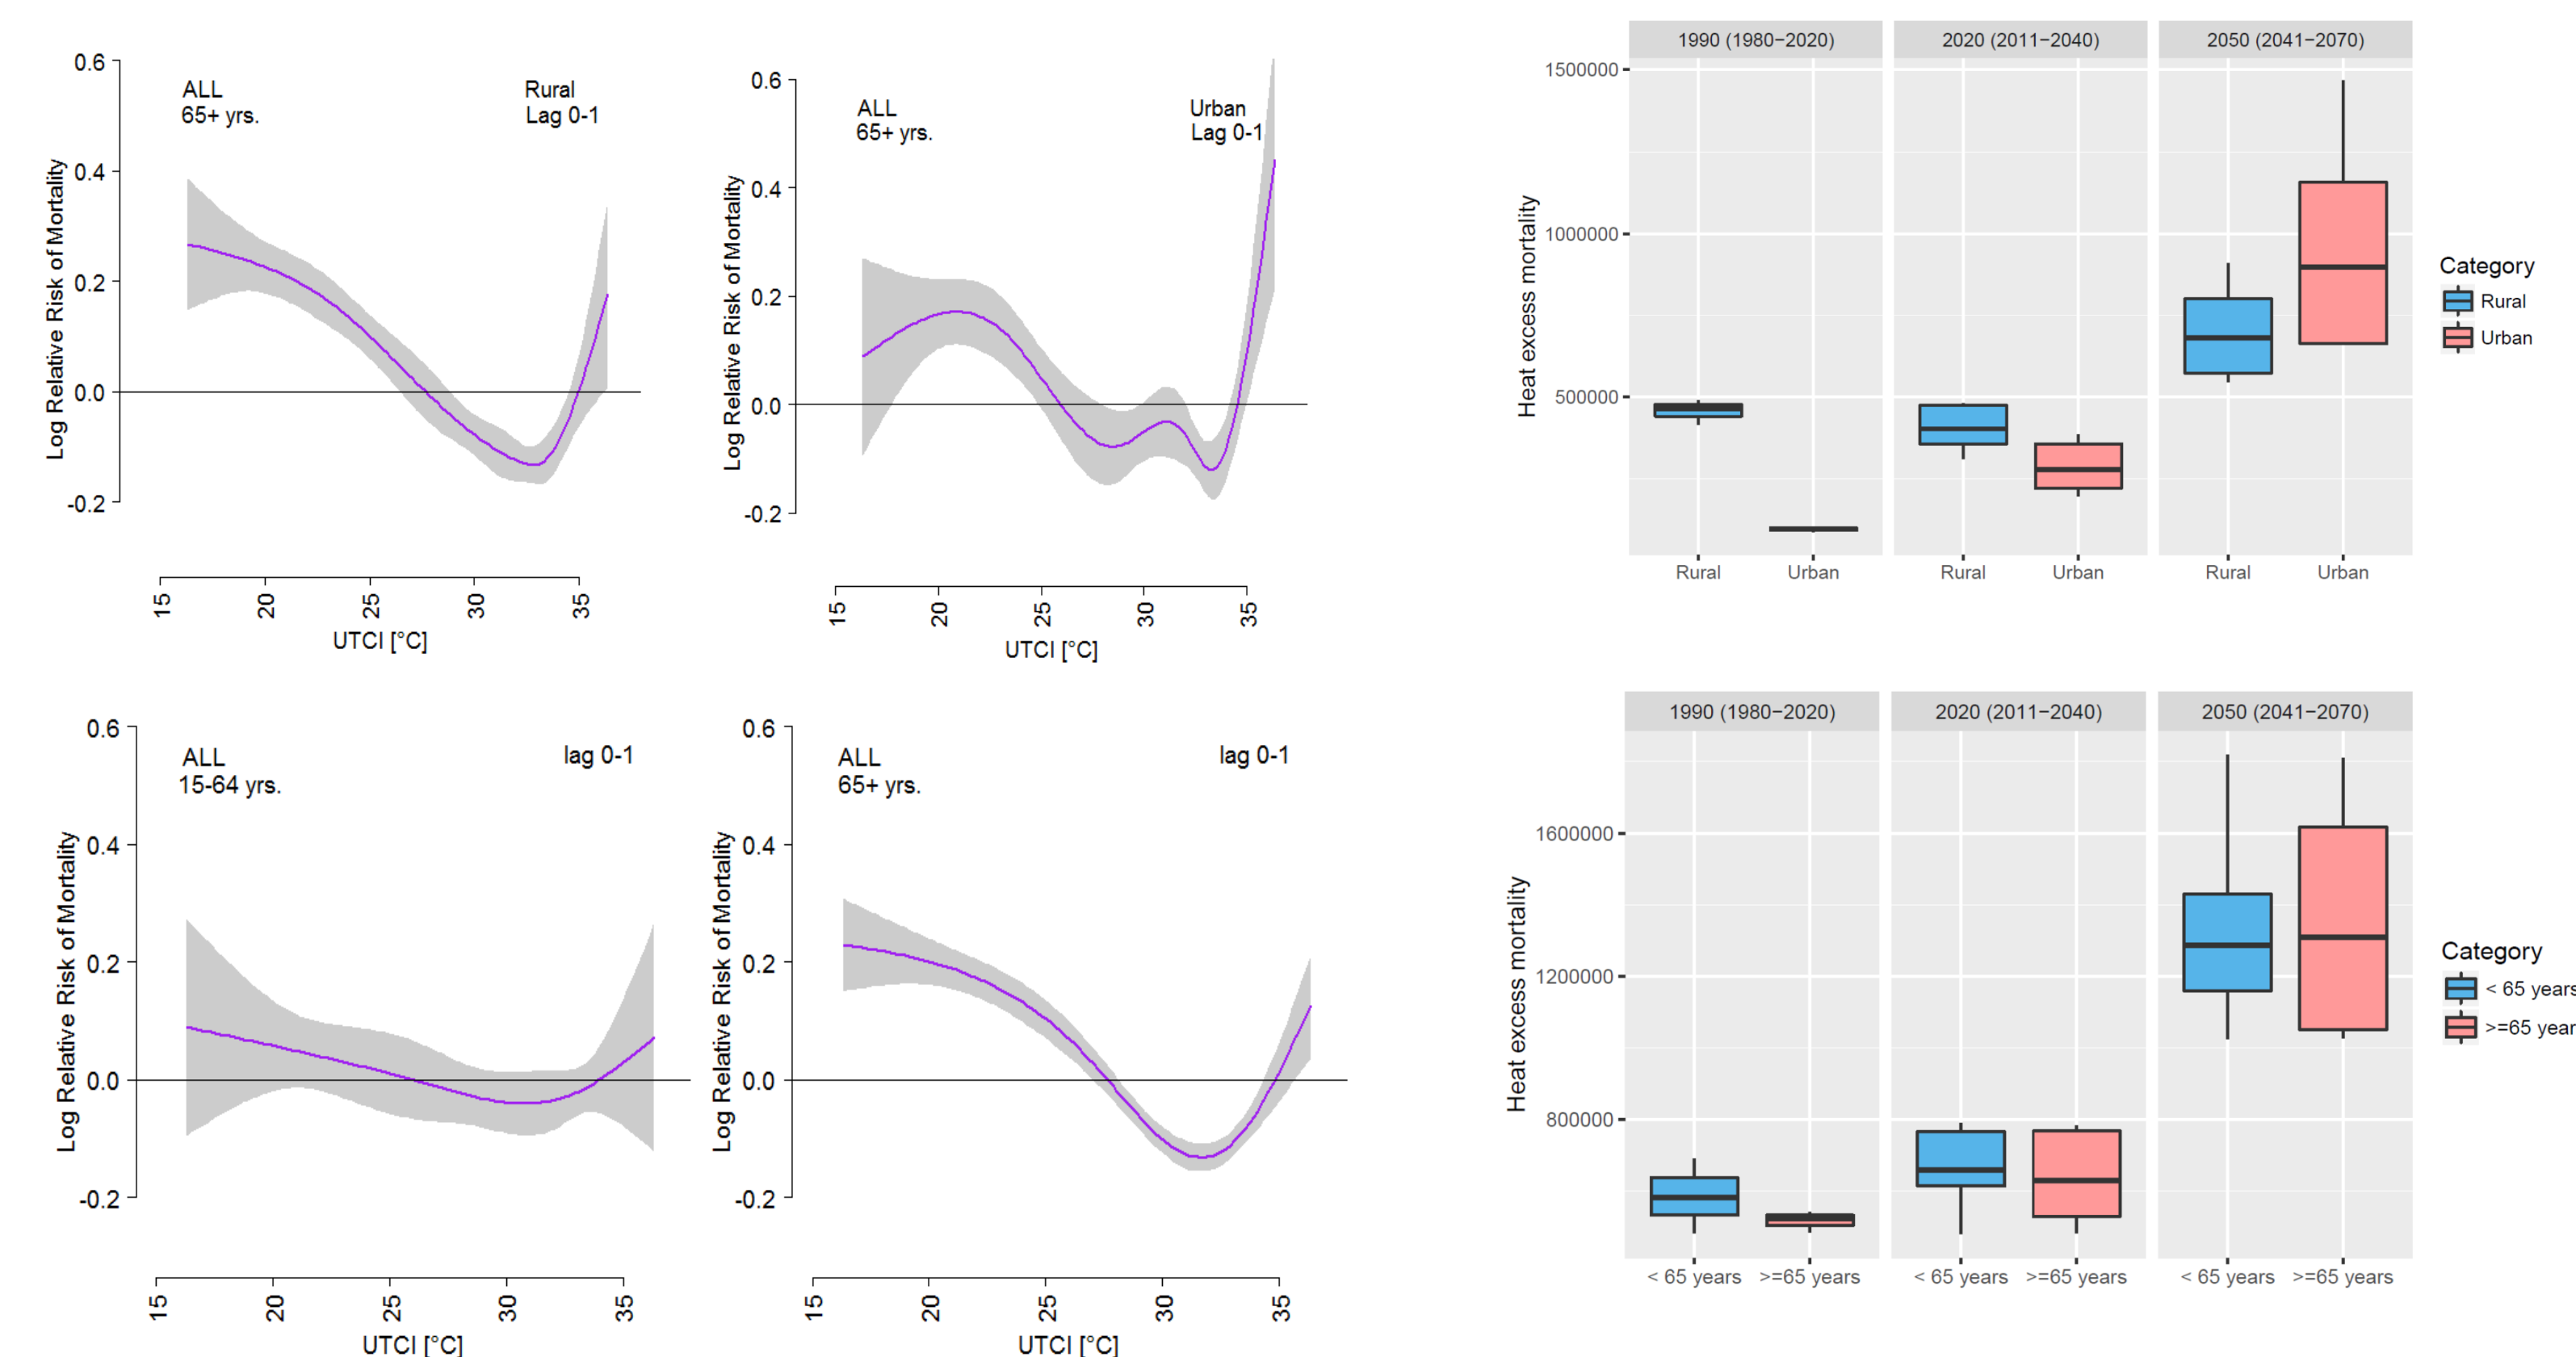 0.6
0.4
0.2
0.0
-0.2
Log Relative Risk of Mortality
ALL
65+ yrs.
Rural
Lag 0-1
15 20 25 30 35
UTCI [°C]
0.6
0.4
0.2
0.0
-0.2
Log Relative Risk of Mortality
ALL
65+ yrs.
Urban
Lag 0-1
15 20 25 30 35
UTCI [°C]
1990 (1980−2020) 2020 (2011−2040) 2050 (2041−2070)
1500000
1000000
500000
Heat excess mortality
Rural Urban Rural Urban Rural Urban
Category
Rural
Urban
0.6
0.4
0.2
0.0
-0.2
Log Relative Risk of Mortality
ALL
15-64 yrs.
lag 0-1
15 20 25 30 35
UTCI [°C]
0.6
0.4
0.2
0.0
-0.2
Log Relative Risk of Mortality
ALL
65+ yrs.
lag 0-1
15 20 25 30 35
UTCI [°C]
1990 (1980−2020) 2020 (2011−2040) 2050 (2041−2070)
1600000
1200000
800000
Heat excess mortality
< 65 years >=65 years < 65 years >=65 years < 65 years >=65 years
Category
< 65 years
>=65 year